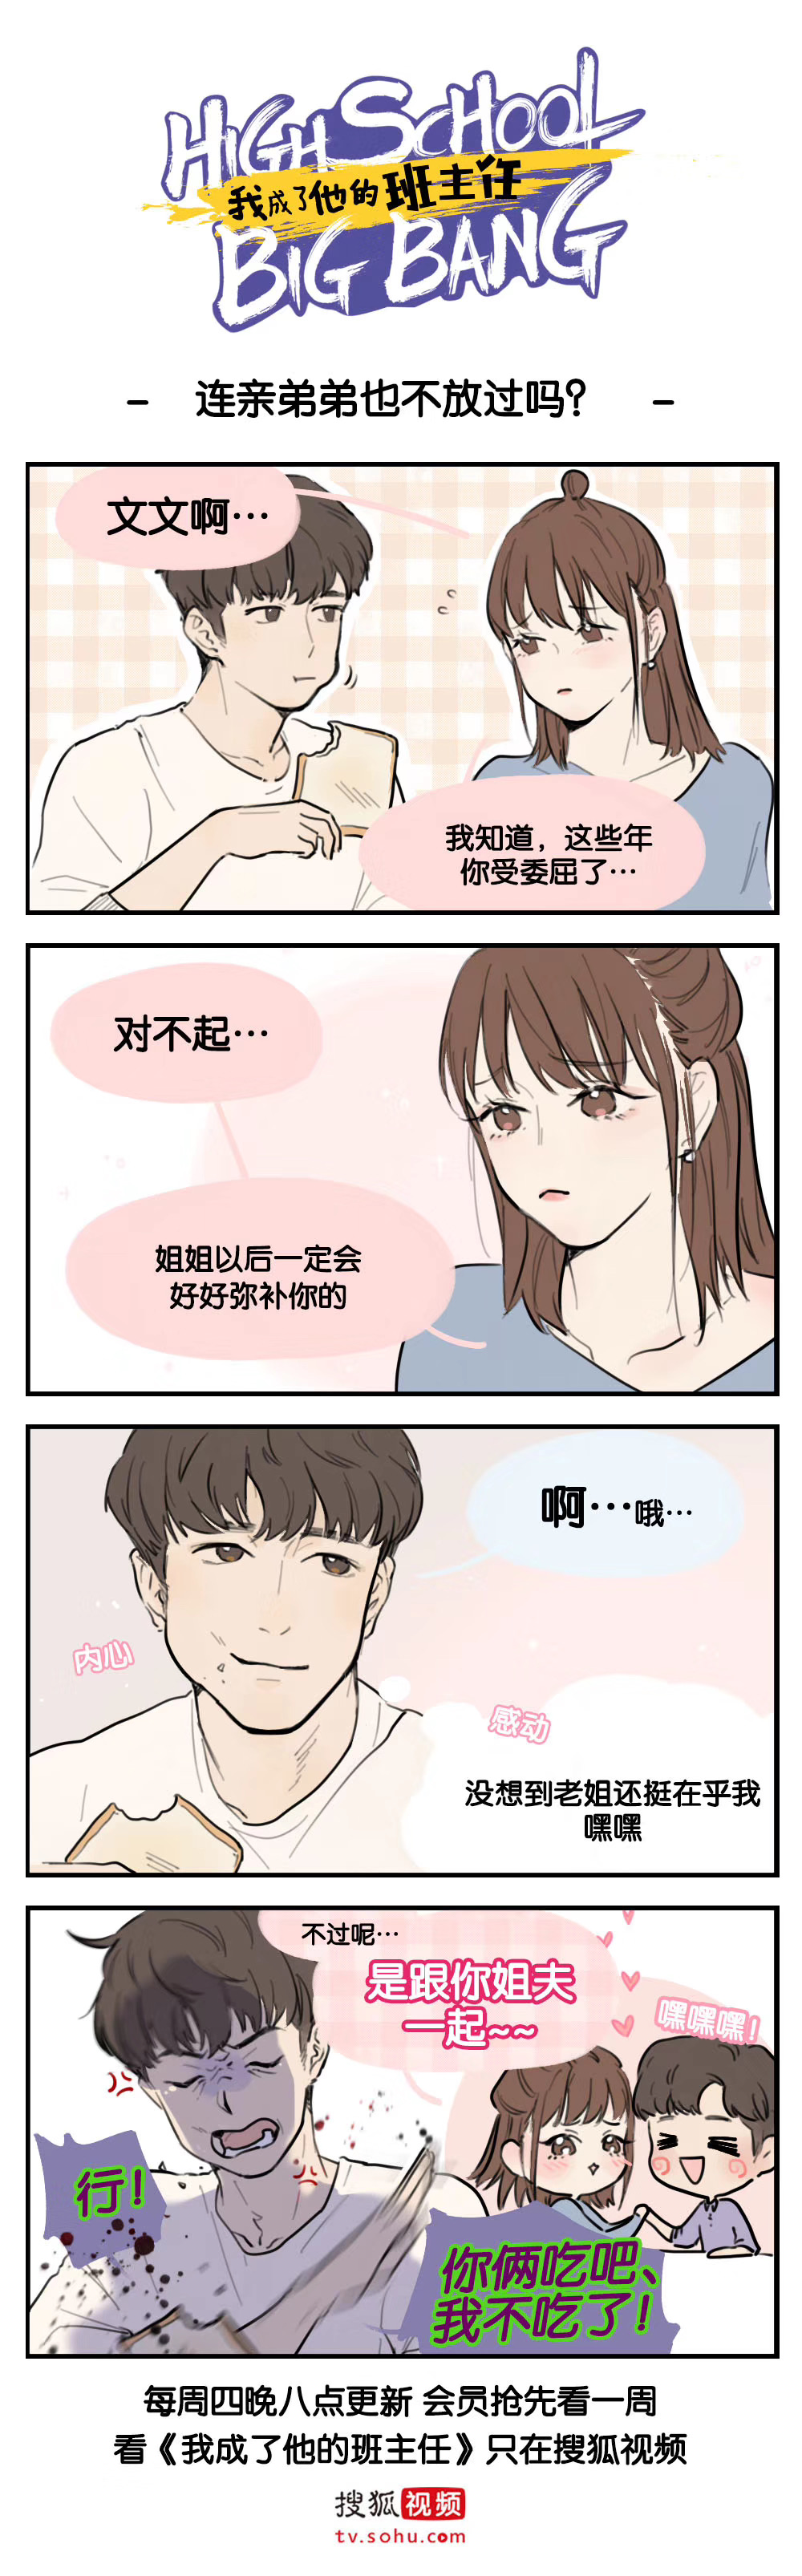 HIGH SCHOOL
我成了他的班主任
BIG BANG
- 连亲弟弟也不放过吗? -
文文啊…
我知道，这些年
你受委屈了…
对不起…
姐姐以后一定会
好好弥补你的
啊…哦…
内心
感动
没想到老姐还挺在乎我
嘿嘿
不过呢…
是跟你姐夫
一起~~
嘿嘿嘿!
行!
你俩吃吧、
我不吃了!
每周四晚八点更新 会员抢先看一周
看《我成了他的班主任》只在搜狐视频
搜狐视频
tv.sohu.com